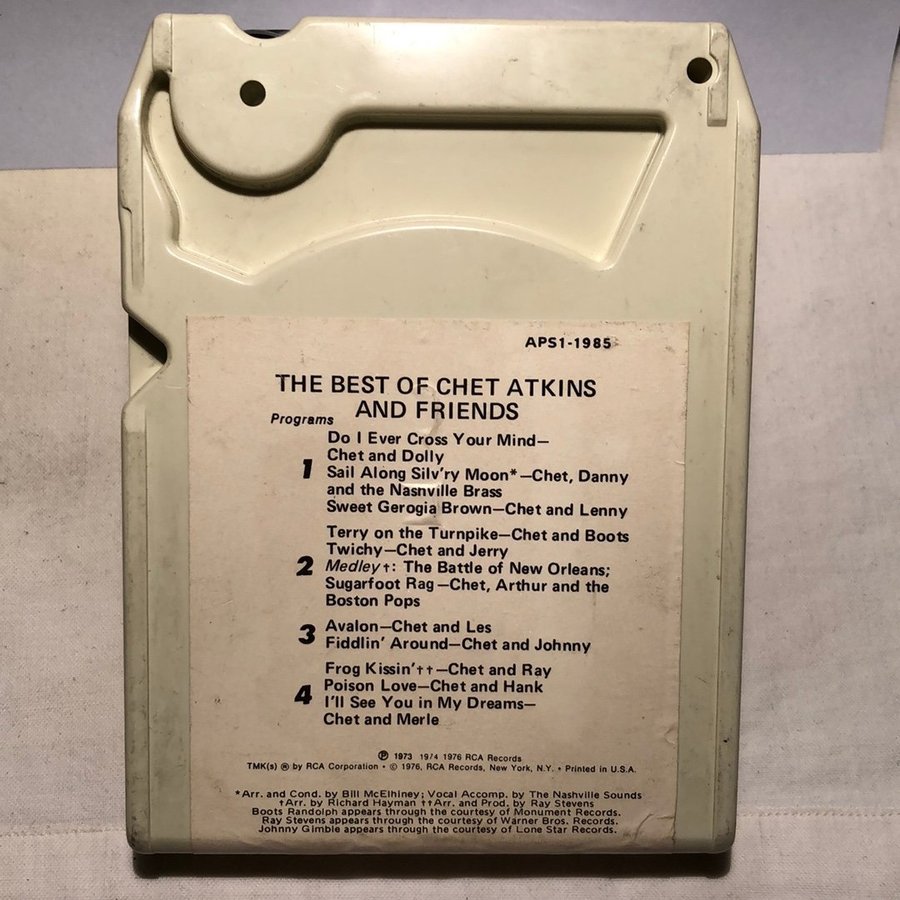 APS1-1985
THE BEST OF CHET ATKINS
AND FRIENDS
Programs
Do I Ever Cross Your Mind—
Chet and Dolly
1
Sail Along Silv'ry Moon*—Chet, Danny
and the Nashville Brass
Sweet Gerogia Brown—Chet and Lenny
Terry on the Turnpike—Chet and Boots
Twichy—Chet and Jerry
2 Medley†: The Battle of New Orleans;
Sugarfoot Rag—Chet, Arthur and the
Boston Pops
3 Avalon—Chet and Les
Fiddlin' Around—Chet and Johnny
Frog Kissin'††—Chet and Ray
4 Poison Love—Chet and Hank
I'll See You in My Dreams—
Chet and Merle
℗ 1973 1974 1976 RCA Records
TMK(s) ® by RCA Corporation • © 1976, RCA Records, New York, N.Y. • Printed in U.S.A.
*Arr. and Cond. by Bill McElhiney; Vocal Accomp. by The Nashville Sounds
†Arr. by Richard Hayman ††Arr. and Prod. by Ray Stevens
Boots Randolph appears through the courtesy of Monument Records.
Ray Stevens appears through the courtesy of Warner Bros. Records.
Johnny Gimble appears through the courtesy of Lone Star Records.